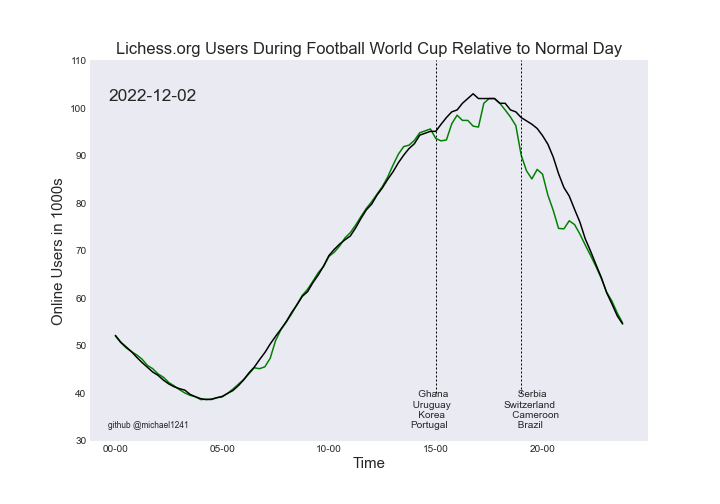 Lichess.org Users During Football World Cup Relative to Normal Day
110
2022-12-02
100
90
80
70
60
50
40
30
Online Users in 1000s
Ghana
Uruguay
Korea
Portugal
Serbia
Switzerland
Cameroon
Brazil
github @michael1241
00-00
05-00
10-00
15-00
20-00
Time